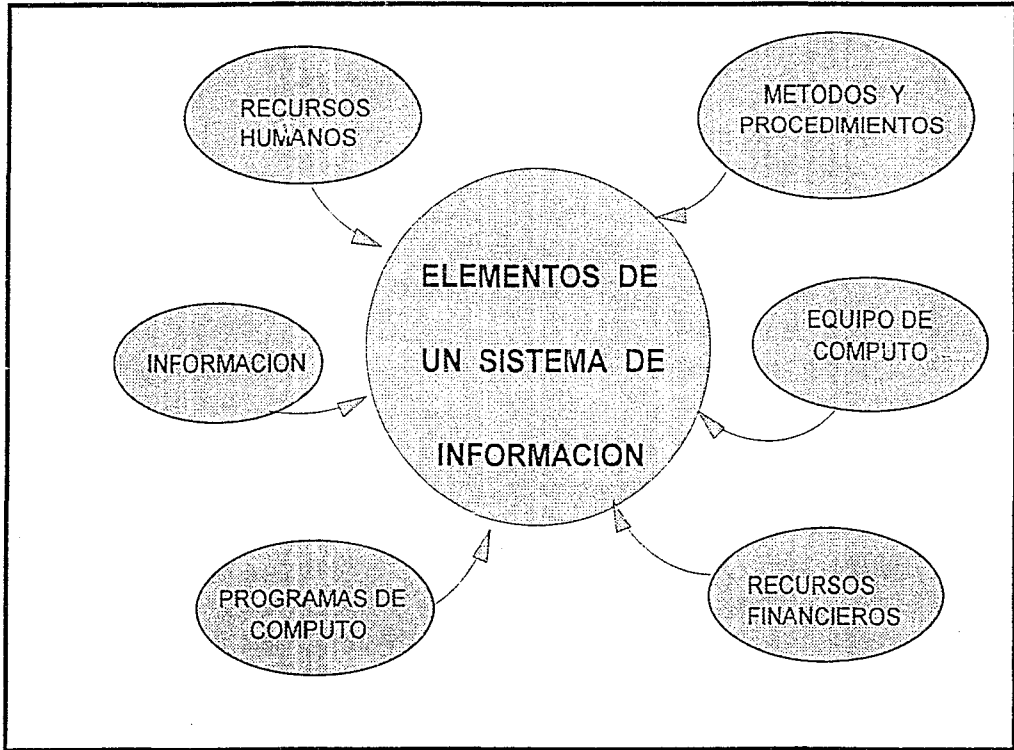 RECURSOS
HUMANOS
METODOS Y
PROCEDIMIENTOS
ELEMENTOS DE
UN SISTEMA DE
INFORMACION
INFORMACION
EQUIPO DE
COMPUTO
PROGRAMAS DE
COMPUTO
RECURSOS
FINANCIEROS